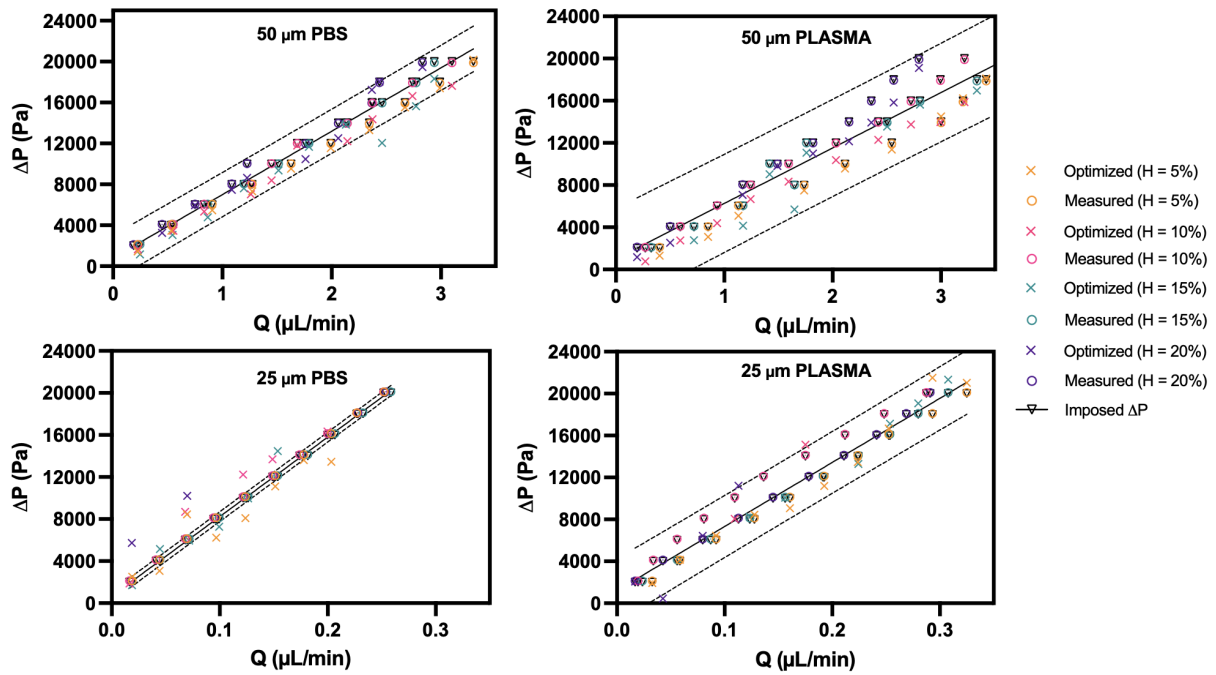 50 µm PBS
ΔP (Pa)
24000
20000
16000
12000
8000
4000
0
0 1 2 3
Q (µL/min)
50 µm PLASMA
ΔP (Pa)
24000
20000
16000
12000
8000
4000
0
0 1 2 3
Q (µL/min)
25 µm PBS
ΔP (Pa)
24000
20000
16000
12000
8000
4000
0
0.0 0.1 0.2 0.3
Q (µL/min)
25 µm PLASMA
ΔP (Pa)
24000
20000
16000
12000
8000
4000
0
0.0 0.1 0.2 0.3
Q (µL/min)
Optimized (H = 5%)
Measured (H = 5%)
Optimized (H = 10%)
Measured (H = 10%)
Optimized (H = 15%)
Measured (H = 15%)
Optimized (H = 20%)
Measured (H = 20%)
Imposed ΔP